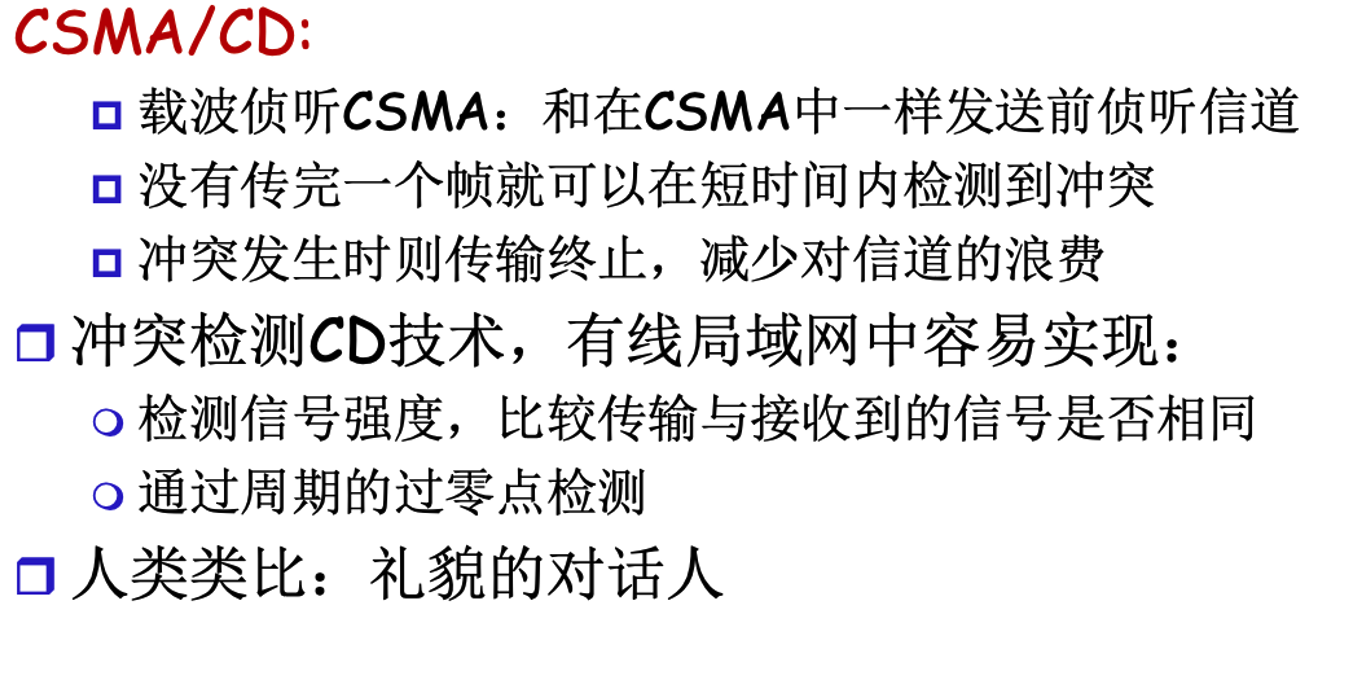 CSMA/CD:
载波侦听CSMA：和在CSMA中一样发送前侦听信道
没有传完一个帧就可以在短时间内检测到冲突
冲突发生时则传输终止，减少对信道的浪费
冲突检测CD技术，有线局域网中容易实现：
检测信号强度，比较传输与接收到的信号是否相同
通过周期的过零点检测
人类类比：礼貌的对话人